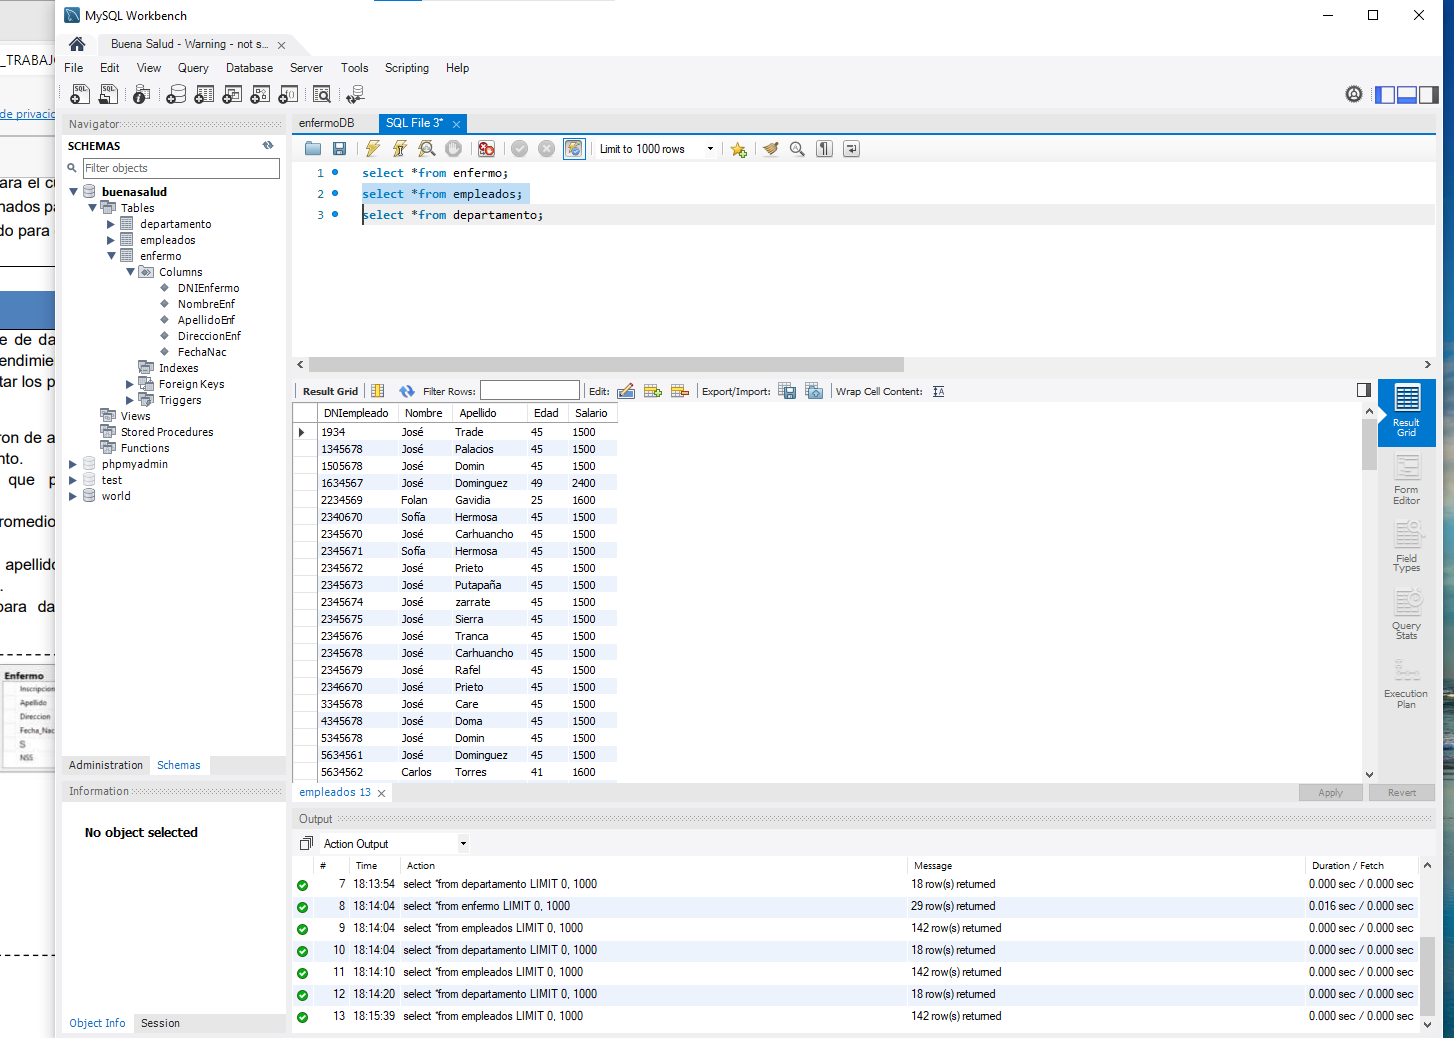 MySQL Workbench
Buena Salud - Warning - not s...
File Edit View Query Database Server Tools Scripting Help
Navigator
SCHEMAS
Filter objects
buenasalud
Tables
departamento
empleados
enfermo
Columns
DNIEnfermo
NombreEnf
ApellidoEnf
DireccionEnf
FechaNac
Indexes
Foreign Keys
Triggers
Views
Stored Procedures
Functions
phpmyadmin
test
world
Administration Schemas
Information
No object selected
Object Info Session
enfermoDB SQL File 3*
Limit to 1000 rows
1 select *from enfermo;
2 select *from empleados;
3 select *from departamento;
Result Grid Filter Rows: Edit: Export/Import: Wrap Cell Content:
DNIempleado Nombre Apellido Edad Salario
1934 José Trade 45 1500
1345678 José Palacios 45 1500
1505678 José Domin 45 1500
1634567 José Dominguez 49 2400
2234569 Folan Gavidia 25 1600
2340670 Sofía Hermosa 45 1500
2345670 José Carhuancho 45 1500
2345671 Sofía Hermosa 45 1500
2345672 José Prieto 45 1500
2345673 José Putapaña 45 1500
2345674 José zarrate 45 1500
2345675 José Sierra 45 1500
2345676 José Tranca 45 1500
2345678 José Carhuancho 45 1500
2345679 José Rafel 45 1500
2346670 José Prieto 45 1500
3345678 José Care 45 1500
4345678 José Doma 45 1500
5345678 José Domin 45 1500
5634561 José Dominguez 45 1500
5634562 Carlos Torres 41 1600
Result
Grid
Form
Editor
Field
Types
Query
Stats
Execution
Plan
empleados 13
Apply Revert
Output
Action Output
# Time Action Message Duration / Fetch
7 18:13:54 select *from departamento LIMIT 0, 1000 18 row(s) returned 0.000 sec / 0.000 sec
8 18:14:04 select *from enfermo LIMIT 0, 1000 29 row(s) returned 0.016 sec / 0.000 sec
9 18:14:04 select *from empleados LIMIT 0, 1000 142 row(s) returned 0.000 sec / 0.000 sec
10 18:14:04 select *from departamento LIMIT 0, 1000 18 row(s) returned 0.000 sec / 0.000 sec
11 18:14:10 select *from empleados LIMIT 0, 1000 142 row(s) returned 0.000 sec / 0.000 sec
12 18:14:20 select *from departamento LIMIT 0, 1000 18 row(s) returned 0.000 sec / 0.000 sec
13 18:15:39 select *from empleados LIMIT 0, 1000 142 row(s) returned 0.000 sec / 0.000 sec
_TRABAJ
de privacio
ara el c
nados pa
do para
e de da
endimie
tar los p
ron de a
nto.
que p
romedio
apellido
.
para da
Enfermo
Inscripcion
Apellido
Direccion
Fecha_Nac
S
NSS